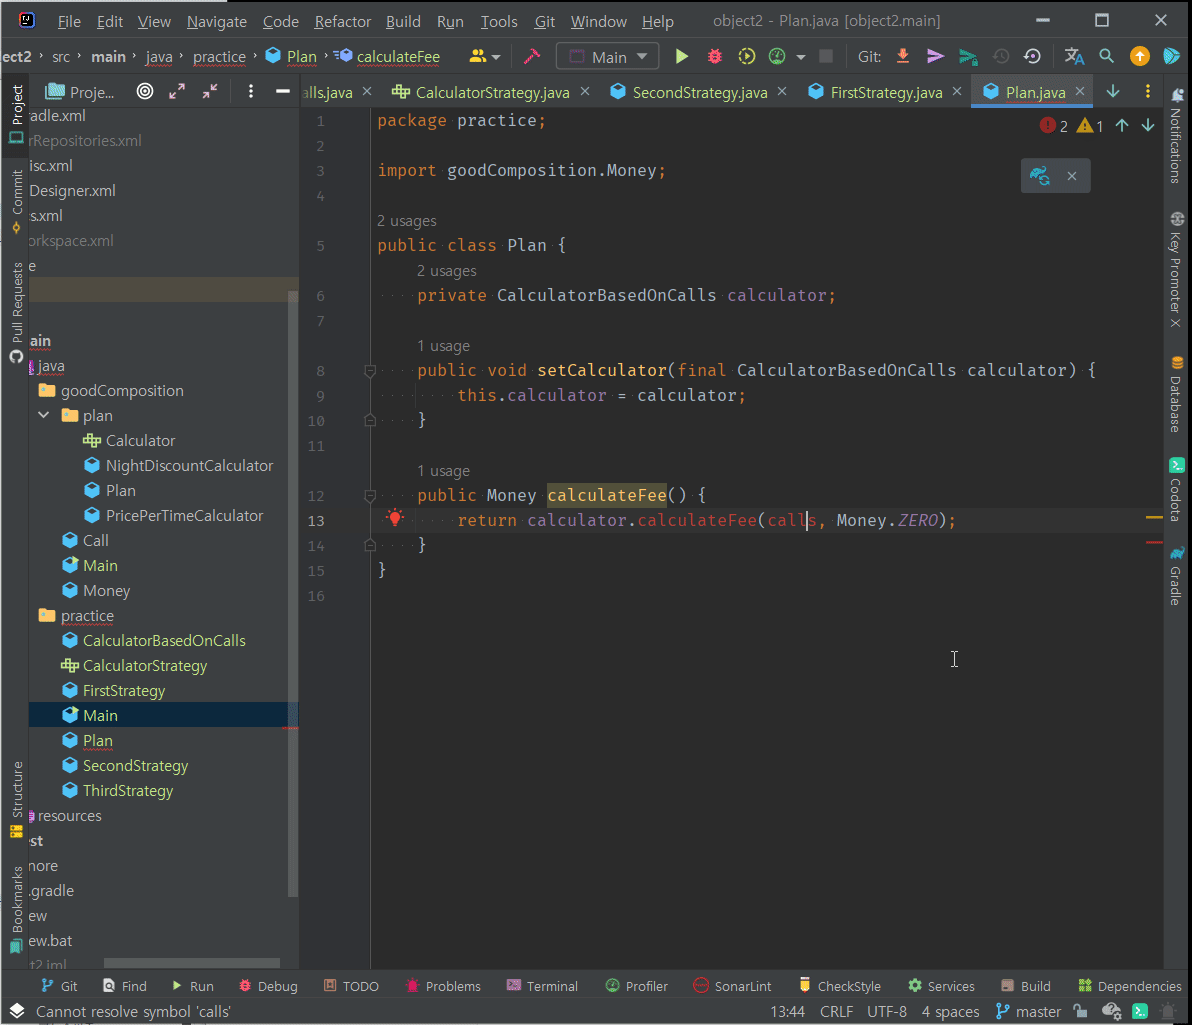 File Edit View Navigate Code Refactor Build Run Tools Git Window Help object2 - Plan.java [object2.main]
ect2 src main java practice Plan calculateFee Main Git:
Proje... alls.java CalculatorStrategy.java SecondStrategy.java FirstStrategy.java Plan.java
Project
Commit
Pull Requests
Structure
Bookmarks
radle.xml
rRepositories.xml
isc.xml
Designer.xml
s.xml
orkspace.xml
e
ain
java
goodComposition
plan
Calculator
NightDiscountCalculator
Plan
PricePerTimeCalculator
Call
Main
Money
practice
CalculatorBasedOnCalls
CalculatorStrategy
FirstStrategy
Main
Plan
SecondStrategy
ThirdStrategy
resources
est
nore
.gradle
ew
ew.bat
t2.iml
2 1
1 package practice;
2
3 import goodComposition.Money;
4
2 usages
5 public class Plan {
2 usages
6 private CalculatorBasedOnCalls calculator;
7
1 usage
8 public void setCalculator(final CalculatorBasedOnCalls calculator) {
9 this.calculator = calculator;
10 }
11
1 usage
12 public Money calculateFee() {
13 return calculator.calculateFee(calls, Money.ZERO);
14 }
15 }
16
Notifications
Key Promoter X
Database
Codota
Gradle
Git Find Run Debug TODO Problems Terminal Profiler SonarLint CheckStyle Services Build Dependencies
Cannot resolve symbol 'calls' 13:44 CRLF UTF-8 4 spaces master